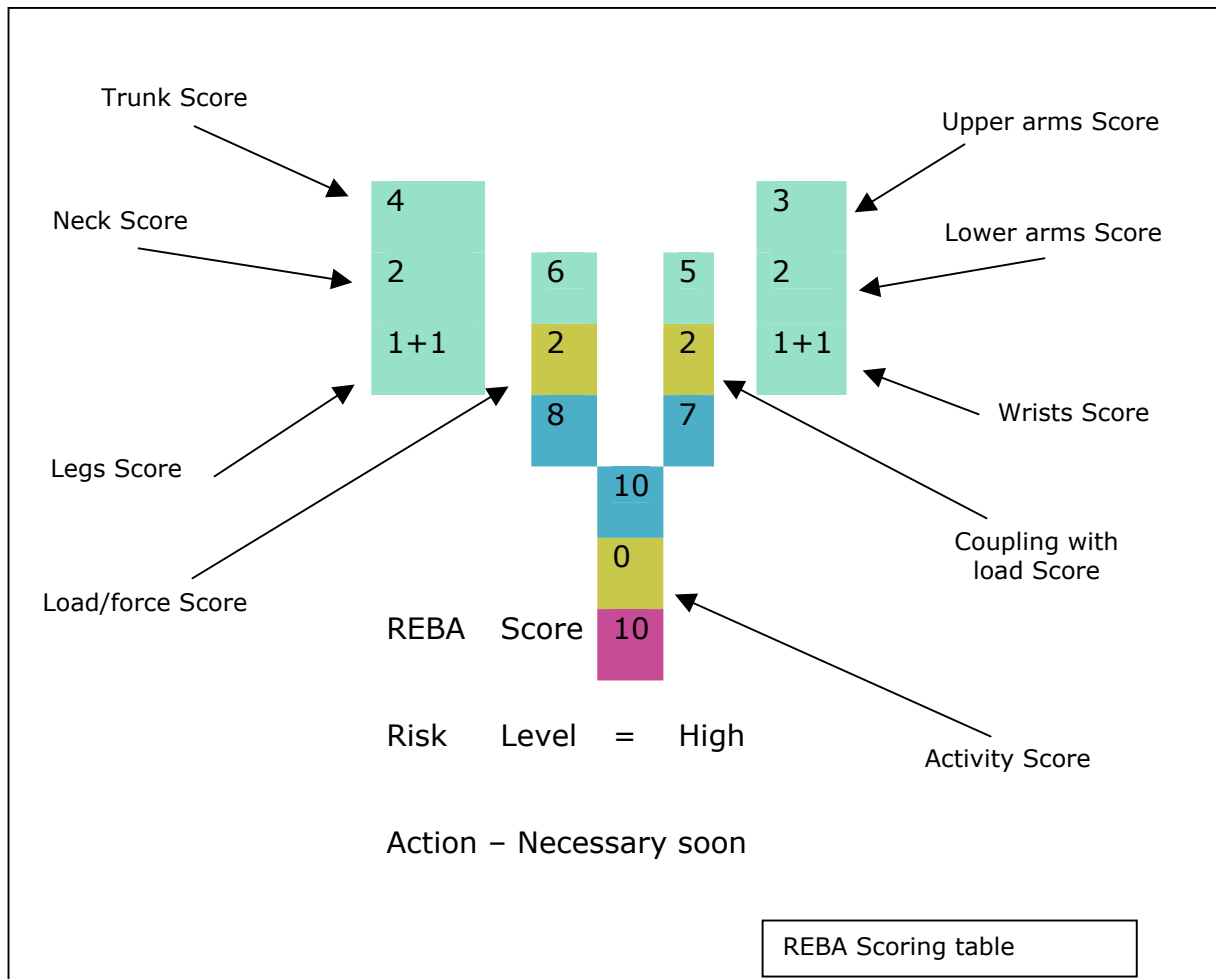 Trunk Score
Upper arms Score
4
3
Neck Score
Lower arms Score
2
6
5
2
1+1
2
2
1+1
8
7
Wrists Score
Legs Score
10
Coupling with
load Score
0
Load/force Score
REBA Score 10
Risk Level = High
Activity Score
Action – Necessary soon
REBA Scoring table